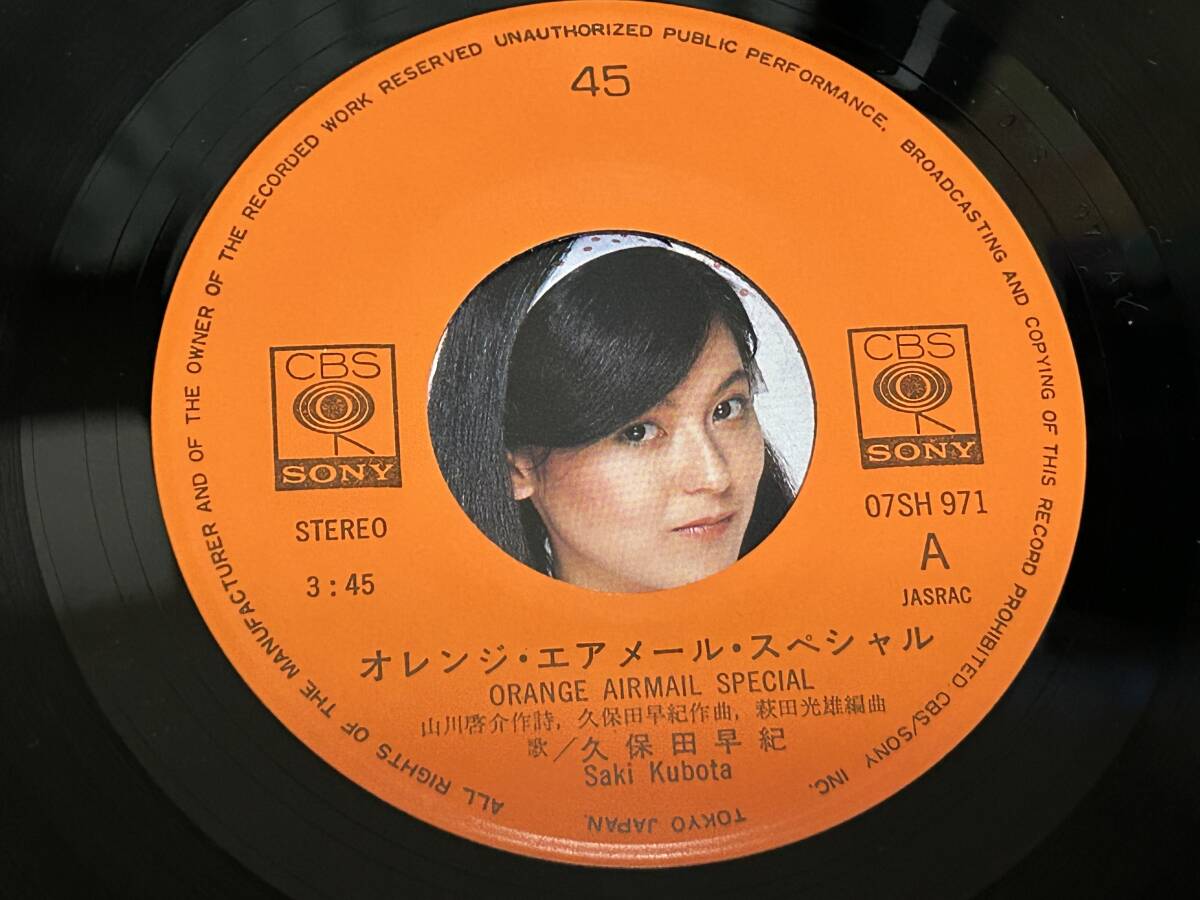 ALL RIGHTS OF THE MANUFACTURER AND OF THE OWNER OF THE RECORDED WORK RESERVED UNAUTHORIZED PUBLIC PERFORMANCE, BROADCASTING AND COPYING OF THIS RECORD PROHIBITED. CBS/SONY INC.
TOKYO JAPAN.
45
CBS
SONY
STEREO
3:45
CBS
SONY
07SH 971
A
JASRAC
オレンジ・エアメール・スペシャル
ORANGE AIRMAIL SPECIAL
山川啓介作詩, 久保田早紀作曲, 萩田光雄編曲
歌/久保田早紀
Saki Kubota